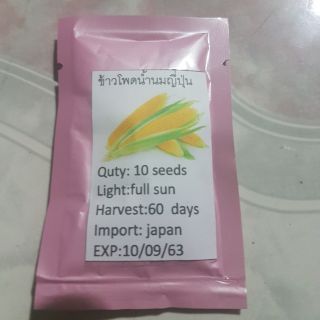 ข้าวโพดน้ำนมญี่ปุ่น
Quty: 10 seeds
Light:full sun
Harvest:60 days
Import: japan
EXP:10/09/63